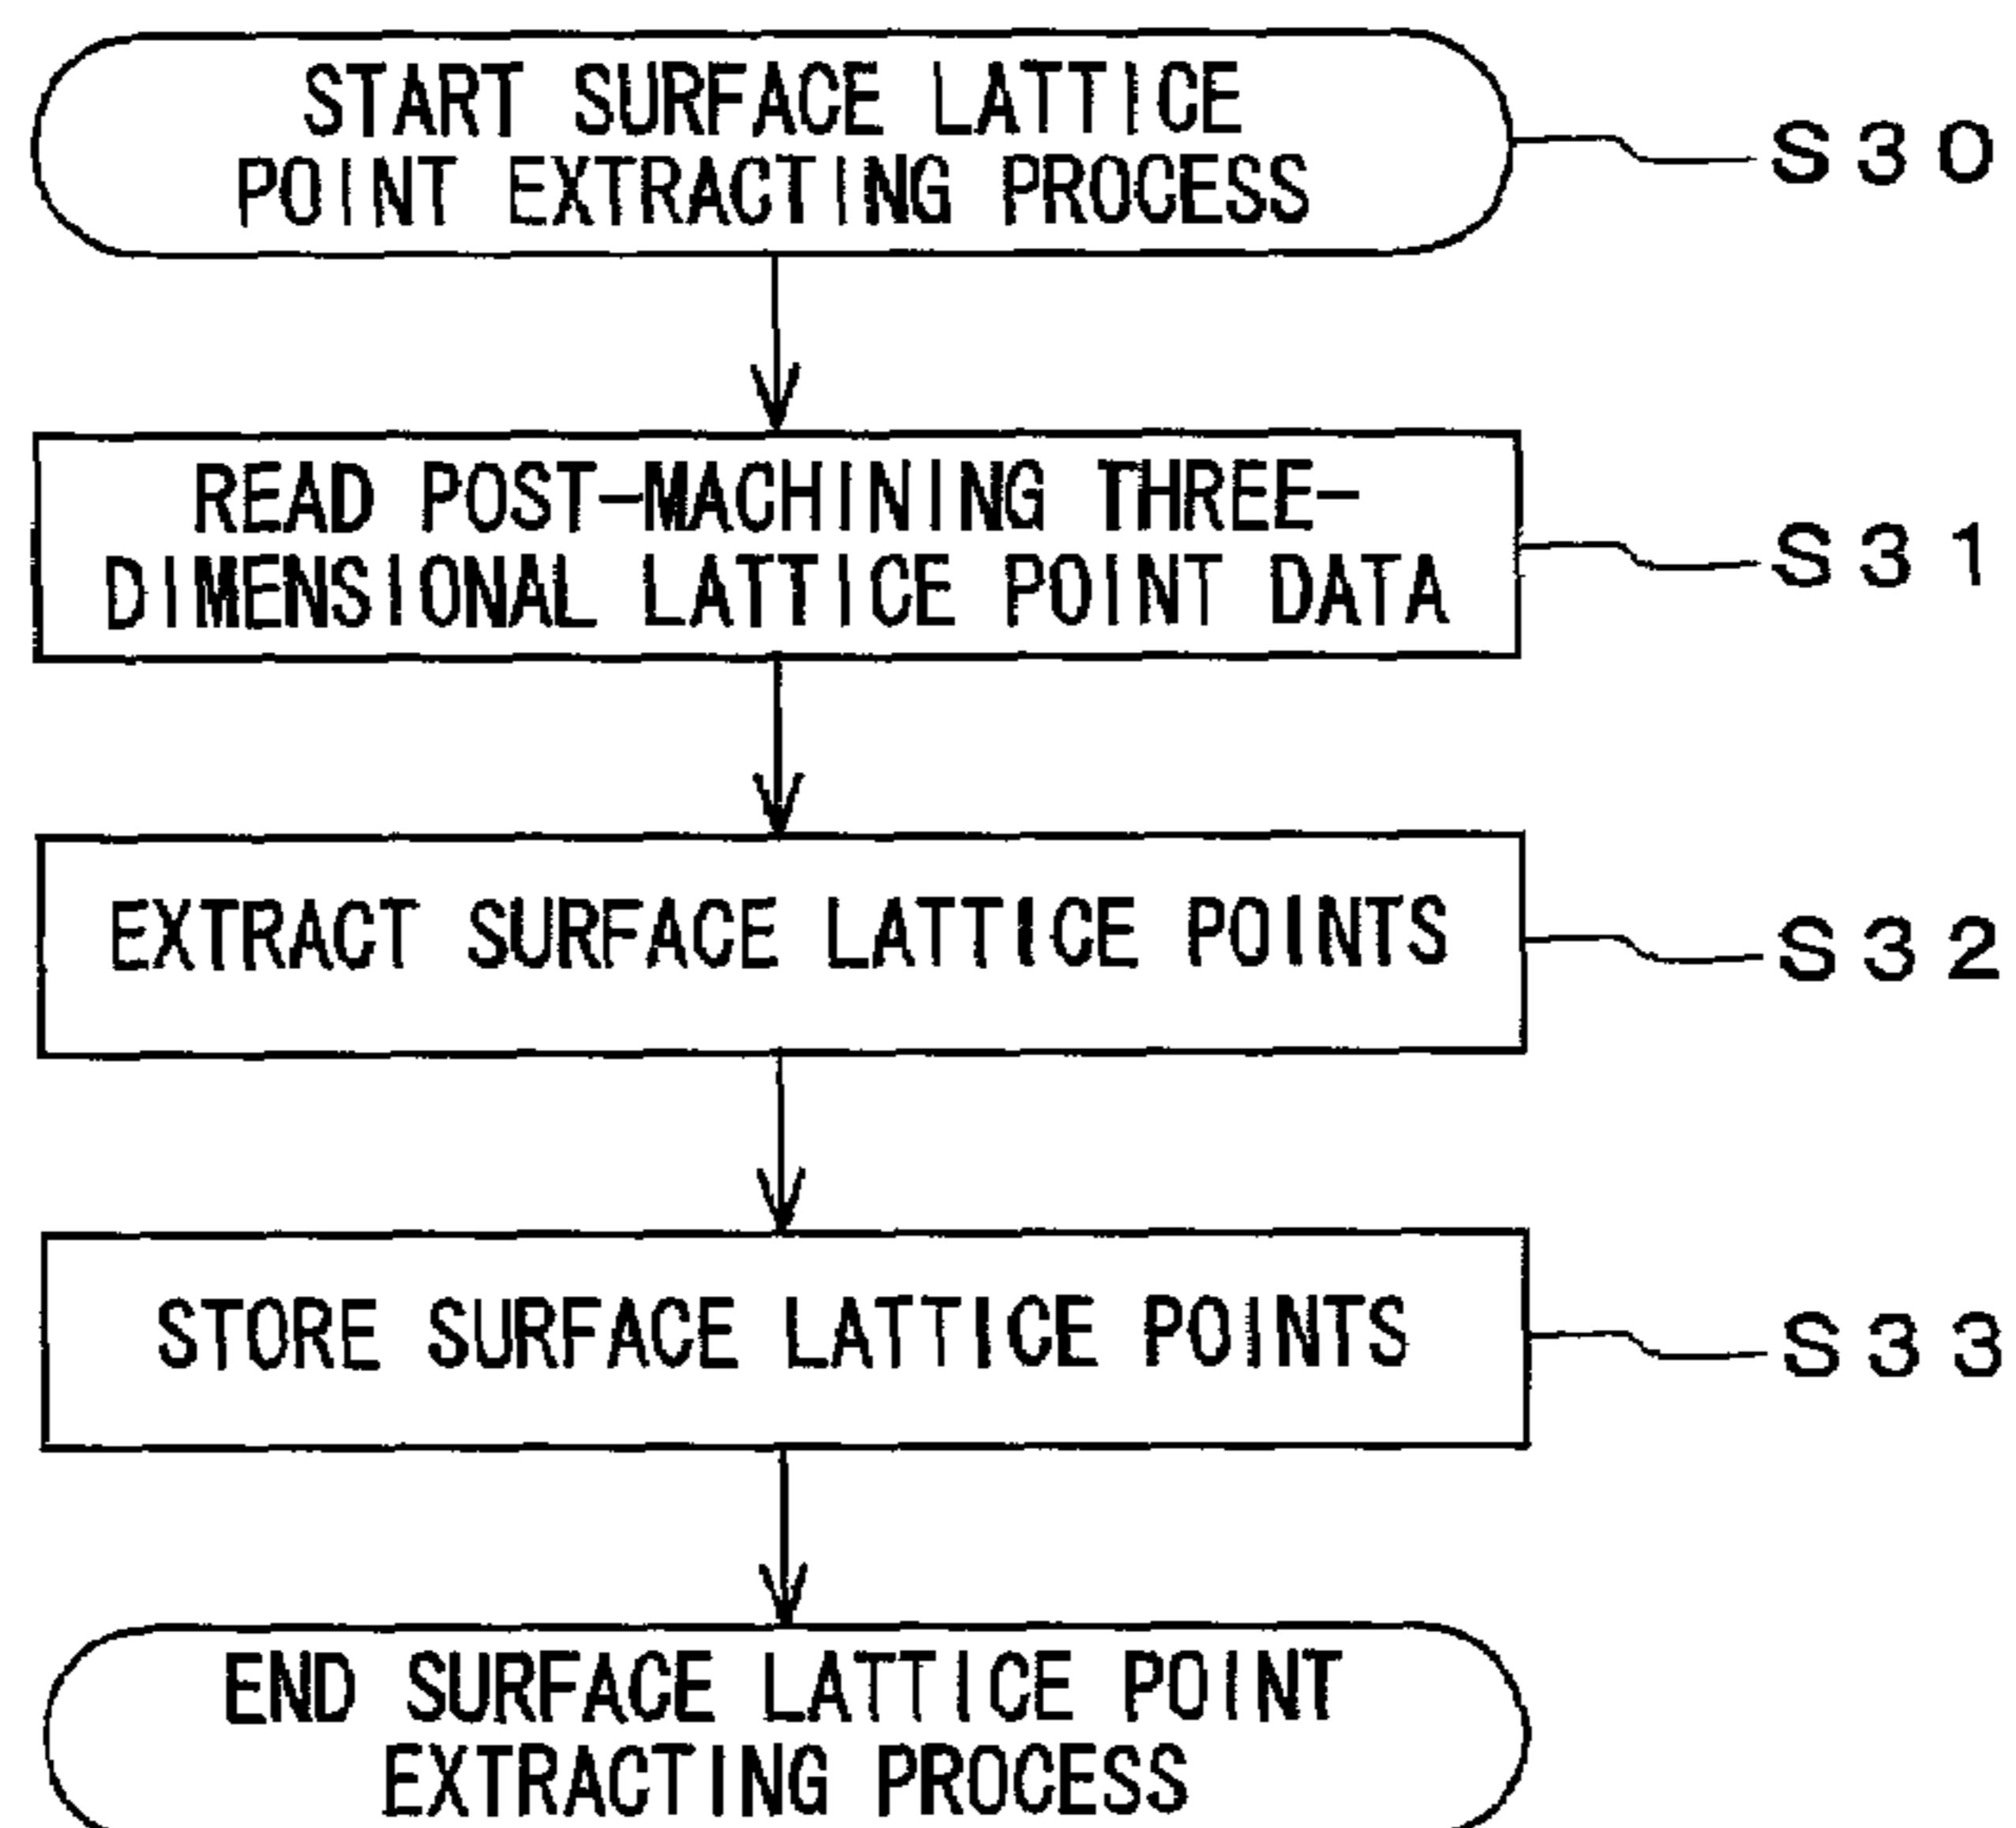 START SURFACE LATTICE
POINT EXTRACTING PROCESS
S30
READ POST-MACHINING THREE-
DIMENSIONAL LATTICE POINT DATA
S31
EXTRACT SURFACE LATTICE POINTS
S32
STORE SURFACE LATTICE POINTS
S33
END SURFACE LATTICE POINT
EXTRACTING PROCESS